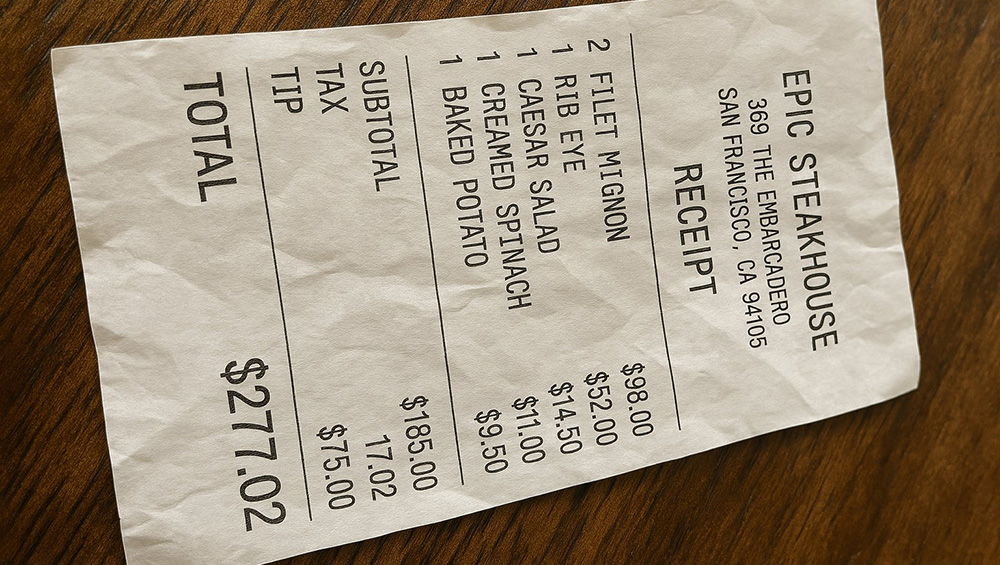 EPIC STEAKHOUSE
369 THE EMBARCADERO
SAN FRANCISCO, CA 94105
RECEIPT
2 FILET MIGNON $98.00
1 RIB EYE $52.00
1 CAESAR SALAD $14.50
1 CREAMED SPINACH $11.00
1 BAKED POTATO $9.50
SUBTOTAL $185.00
TAX 17.02
TIP $75.00
TOTAL $277.02